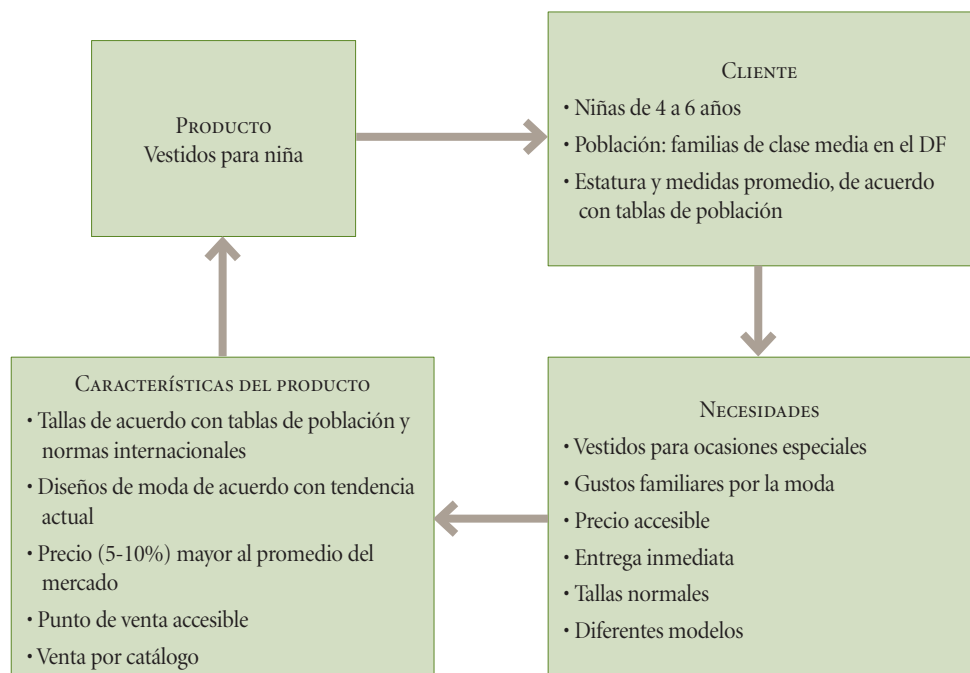 PRODUCTO
Vestidos para niña
CLIENTE
• Niñas de 4 a 6 años
• Población: familias de clase media en el DF
• Estatura y medidas promedio, de acuerdo
con tablas de población
NECESIDADES
• Vestidos para ocasiones especiales
• Gustos familiares por la moda
• Precio accesible
• Entrega inmediata
• Tallas normales
• Diferentes modelos
CARACTERÍSTICAS DEL PRODUCTO
• Tallas de acuerdo con tablas de población y
normas internacionales
• Diseños de moda de acuerdo con tendencia
actual
• Precio (5-10%) mayor al promedio del
mercado
• Punto de venta accesible
• Venta por catálogo